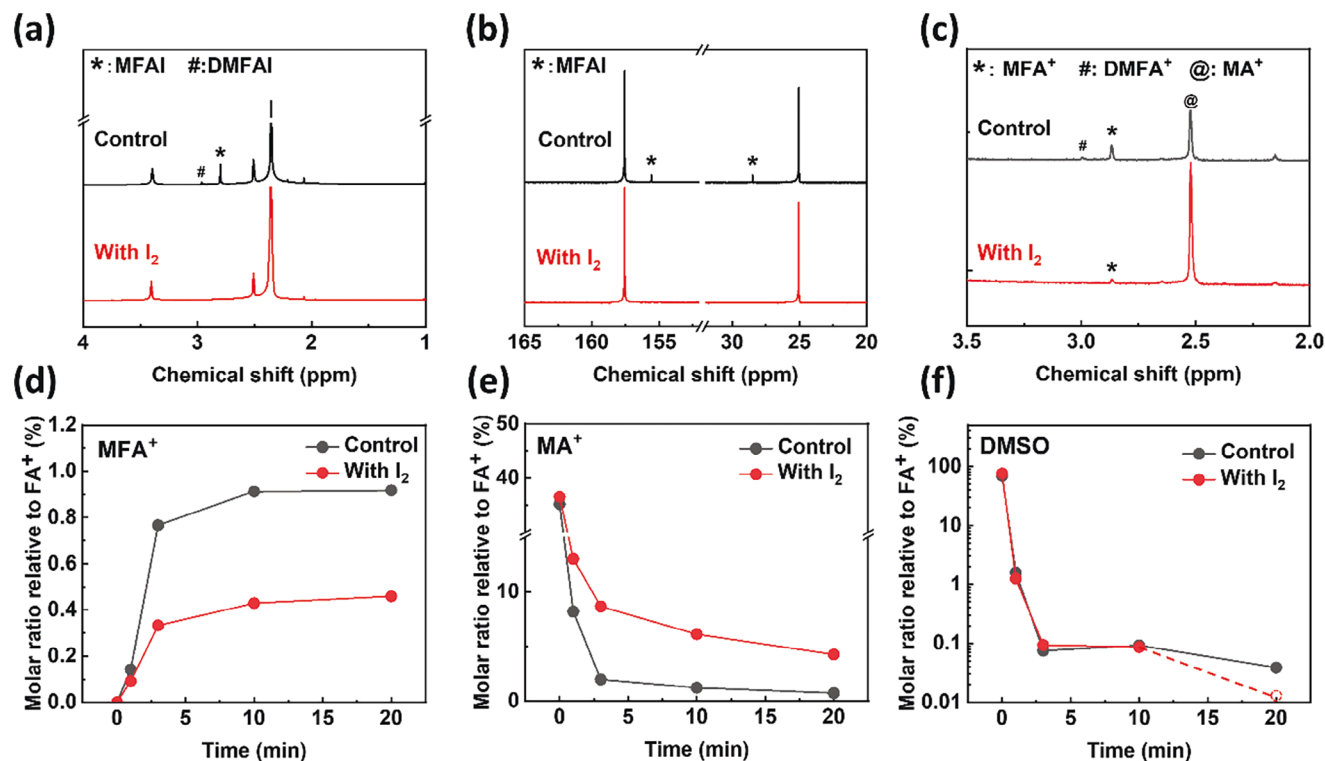 (a)
*: MFAI #:DMFAI
Control
With I2
4 3 2 1
Chemical shift (ppm)
(b)
*: MFAI
Control
* *
With I2
165 155 30 25 20
Chemical shift (ppm)
(c)
*: MFA+ #: DMFA+ @: MA+
@
Control
# *
With I2
*
3.5 3.0 2.5 2.0
Chemical shift (ppm)
(d)
MFA+
Control
With I2
Molar ratio relative to FA+ (%)
1.2
1.0
0.8
0.6
0.4
0.2
0.0
0 5 10 15 20
Time (min)
(e)
MA+
Control
With I2
Molar ratio relative to FA+ (%)
50
40
10
0
0 5 10 15 20
Time (min)
(f)
DMSO
Control
With I2
Molar ratio relative to FA+ (%)
100
10
1
0.1
0.01
0 5 10 15 20
Time (min)